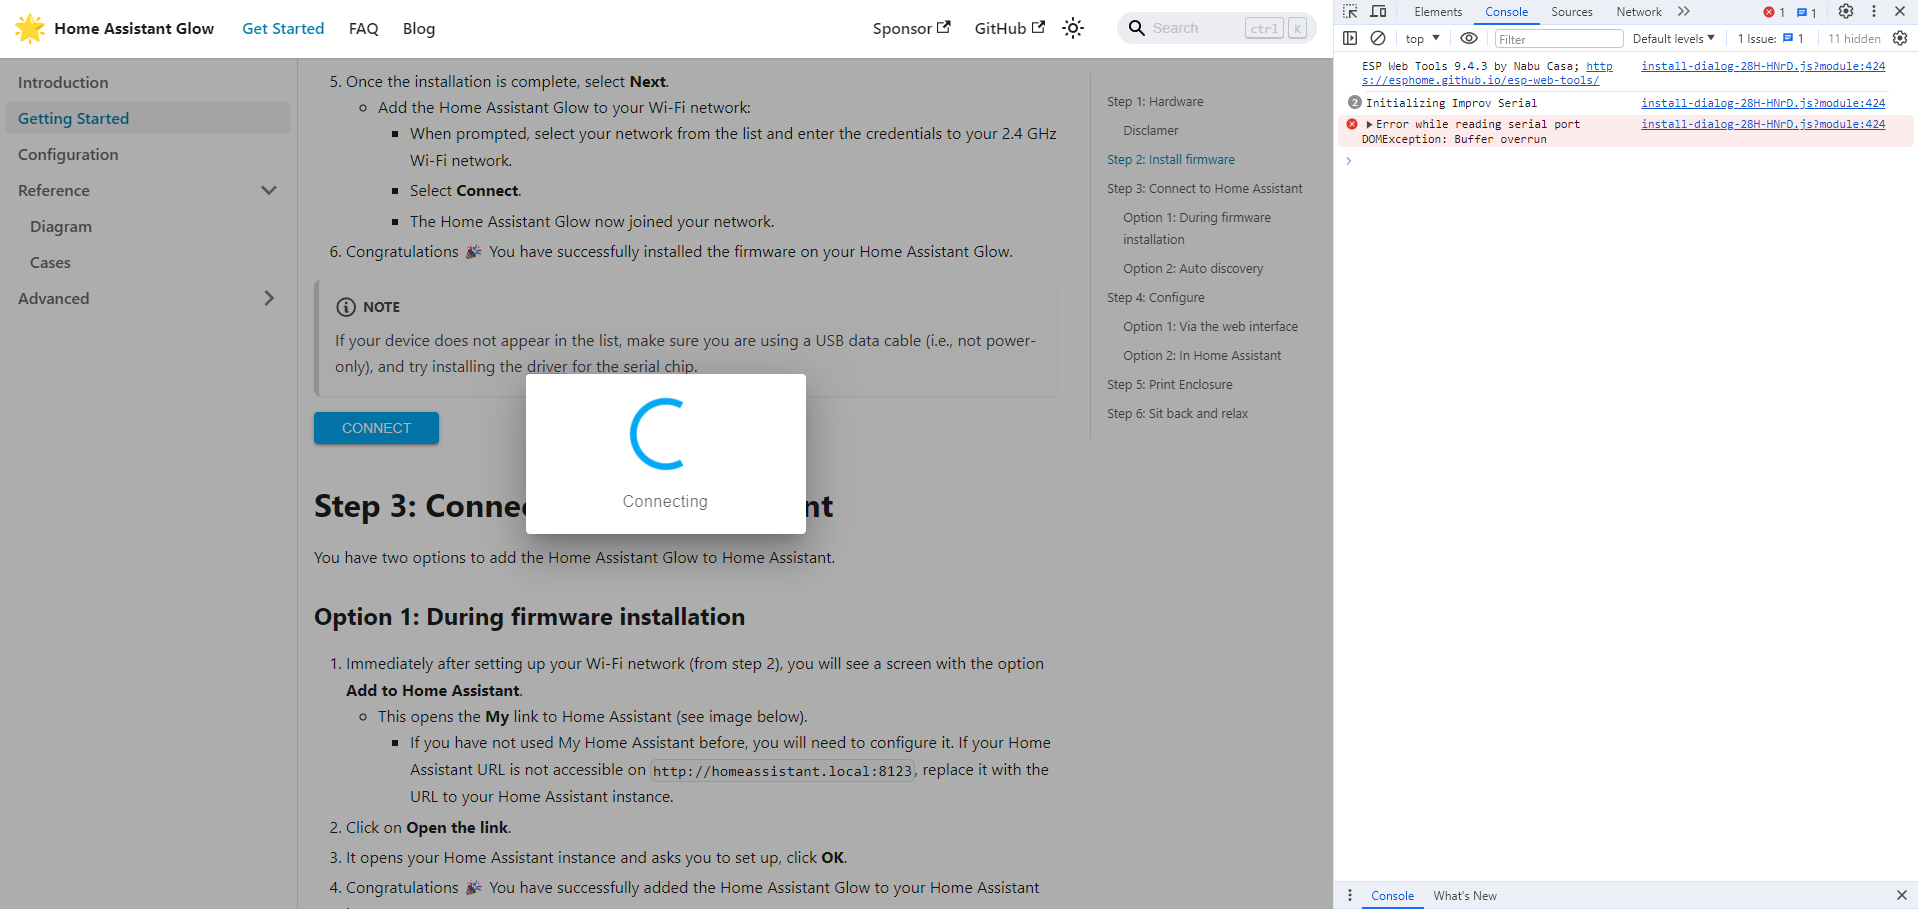 Home Assistant Glow
Get Started
FAQ
Blog
Sponsor
GitHub
Search
ctrl
K
Introduction
Getting Started
Configuration
Reference
Diagram
Cases
Advanced
5. Once the installation is complete, select Next.
Add the Home Assistant Glow to your Wi-Fi network:
When prompted, select your network from the list and enter the credentials to your 2.4 GHz
Wi-Fi network.
Select Connect.
The Home Assistant Glow now joined your network.
6. Congratulations 🎉 You have successfully installed the firmware on your Home Assistant Glow.
NOTE
If your device does not appear in the list, make sure you are using a USB data cable (i.e., not power-
only), and try installing the driver for the serial chip.
CONNECT
Connecting
Step 3: Connec
nt
You have two options to add the Home Assistant Glow to Home Assistant.
Option 1: During firmware installation
1. Immediately after setting up your Wi-Fi network (from step 2), you will see a screen with the option
Add to Home Assistant.
This opens the My link to Home Assistant (see image below).
If you have not used My Home Assistant before, you will need to configure it. If your Home
Assistant URL is not accessible on http://homeassistant.local:8123, replace it with the
URL to your Home Assistant instance.
2. Click on Open the link.
3. It opens your Home Assistant instance and asks you to set up, click OK.
4. Congratulations 🎉 You have successfully added the Home Assistant Glow to your Home Assistant
Step 1: Hardware
Disclamer
Step 2: Install firmware
Step 3: Connect to Home Assistant
Option 1: During firmware
installation
Option 2: Auto discovery
Step 4: Configure
Option 1: Via the web interface
Option 2: In Home Assistant
Step 5: Print Enclosure
Step 6: Sit back and relax
Elements
Console
Sources
Network
1
1
top
Filter
Default levels
1 Issue:
1
11 hidden
ESP Web Tools 9.4.3 by Nabu Casa; http
s://esphome.github.io/esp-web-tools/
install-dialog-28H-HNrD.js?module:424
2 Initializing Improv Serial
install-dialog-28H-HNrD.js?module:424
Error while reading serial port
DOMException: Buffer overrun
install-dialog-28H-HNrD.js?module:424
Console
What's New